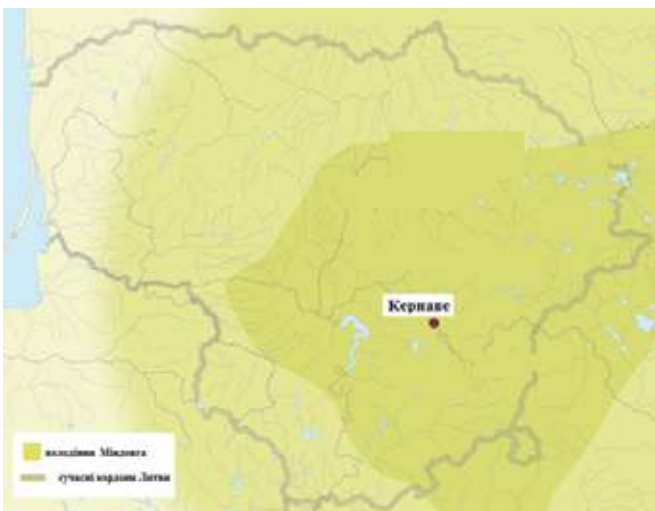 Кернаве
володіння Міндовга
сучасні кордони Литви